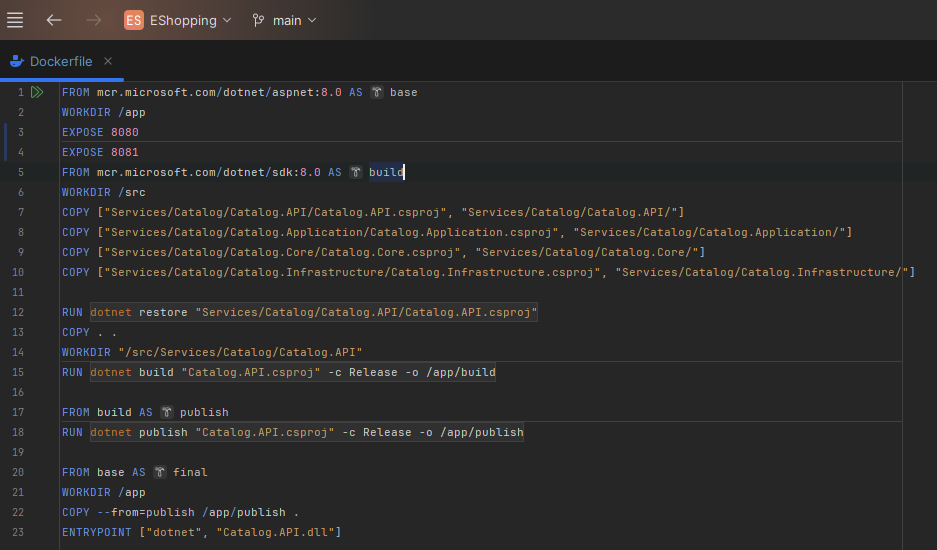 ES EShopping main
Dockerfile
1 FROM mcr.microsoft.com/dotnet/aspnet:8.0 AS base
2 WORKDIR /app
3 EXPOSE 8080
4 EXPOSE 8081
5 FROM mcr.microsoft.com/dotnet/sdk:8.0 AS build
6 WORKDIR /src
7 COPY ["Services/Catalog/Catalog.API/Catalog.API.csproj", "Services/Catalog/Catalog.API/"]
8 COPY ["Services/Catalog/Catalog.Application/Catalog.Application.csproj", "Services/Catalog/Catalog.Application/"]
9 COPY ["Services/Catalog/Catalog.Core/Catalog.Core.csproj", "Services/Catalog/Catalog.Core/"]
10 COPY ["Services/Catalog/Catalog.Infrastructure/Catalog.Infrastructure.csproj", "Services/Catalog/Catalog.Infrastructure/"]
11
12 RUN dotnet restore "Services/Catalog/Catalog.API/Catalog.API.csproj"
13 COPY . .
14 WORKDIR "/src/Services/Catalog/Catalog.API"
15 RUN dotnet build "Catalog.API.csproj" -c Release -o /app/build
16
17 FROM build AS publish
18 RUN dotnet publish "Catalog.API.csproj" -c Release -o /app/publish
19
20 FROM base AS final
21 WORKDIR /app
22 COPY --from=publish /app/publish .
23 ENTRYPOINT ["dotnet", "Catalog.API.dll"]